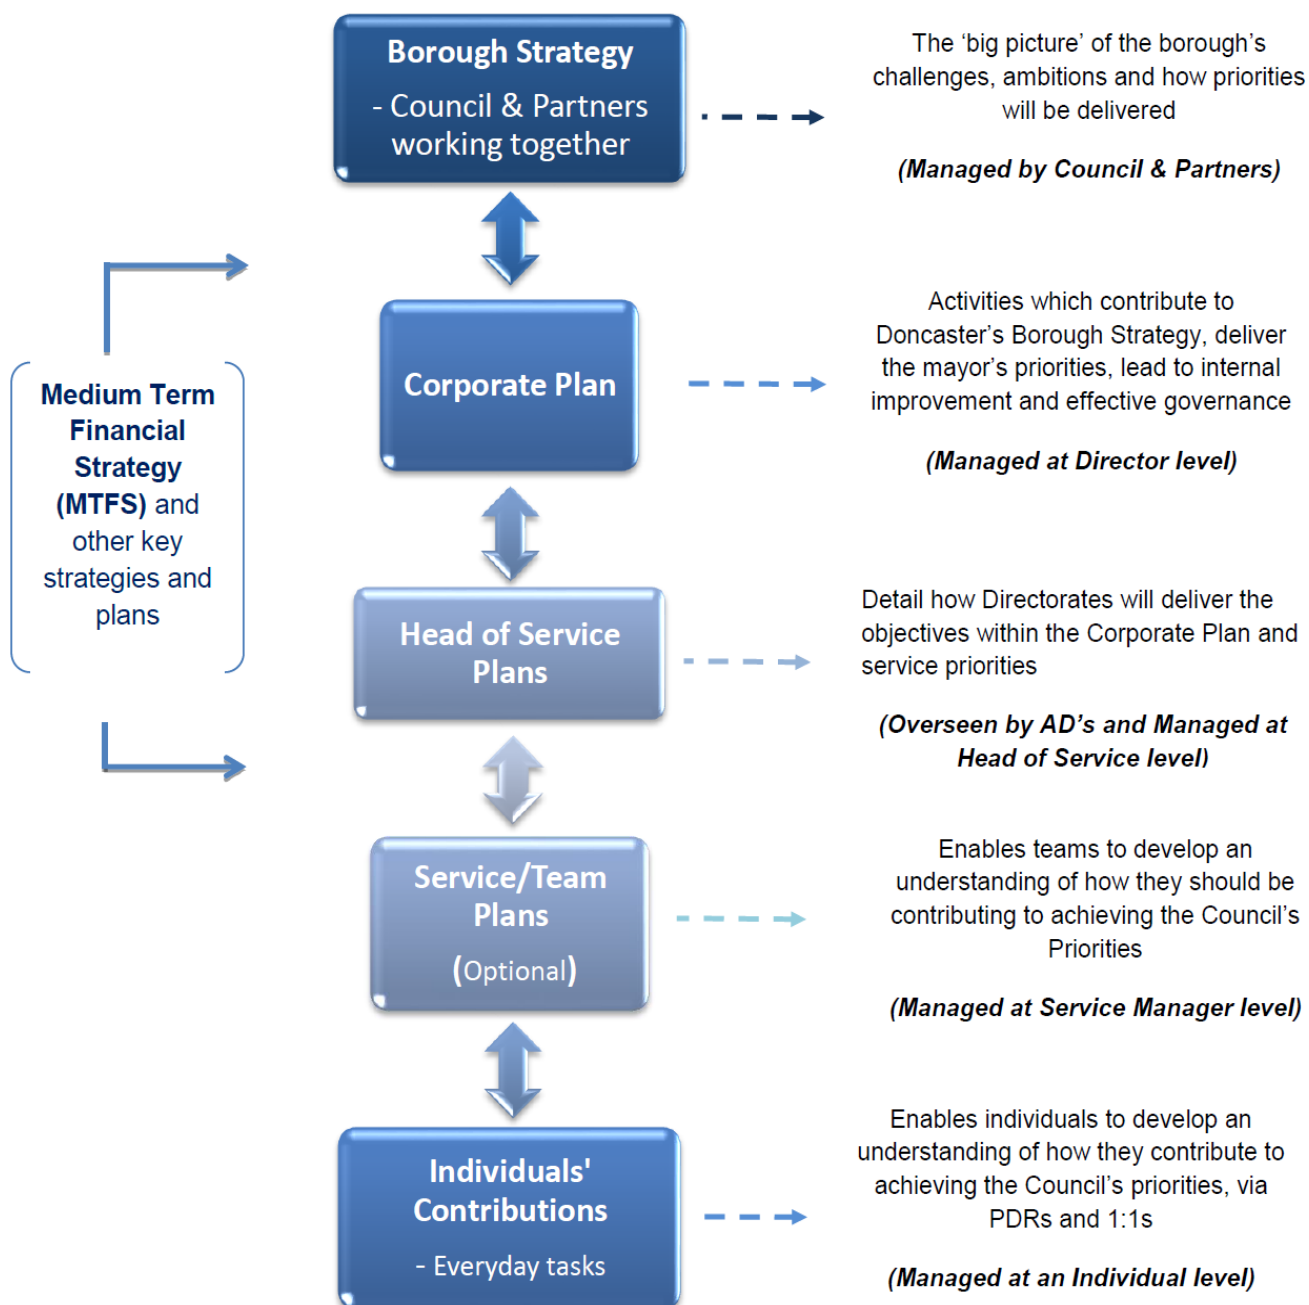 Borough Strategy
- Council & Partners
working together
The ‘big picture’ of the borough’s
challenges, ambitions and how priorities
will be delivered
(Managed by Council & Partners)
Medium Term
Financial
Strategy
(MTFS) and
other key
strategies and
plans
Corporate Plan
Activities which contribute to
Doncaster’s Borough Strategy, deliver
the mayor’s priorities, lead to internal
improvement and effective governance
(Managed at Director level)
Head of Service
Plans
Detail how Directorates will deliver the
objectives within the Corporate Plan and
service priorities
(Overseen by AD’s and Managed at
Head of Service level)
Service/Team
Plans
(Optional)
Enables teams to develop an
understanding of how they should be
contributing to achieving the Council’s
Priorities
(Managed at Service Manager level)
Individuals'
Contributions
- Everyday tasks
Enables individuals to develop an
understanding of how they contribute to
achieving the Council’s priorities, via
PDRs and 1:1s
(Managed at an Individual level)